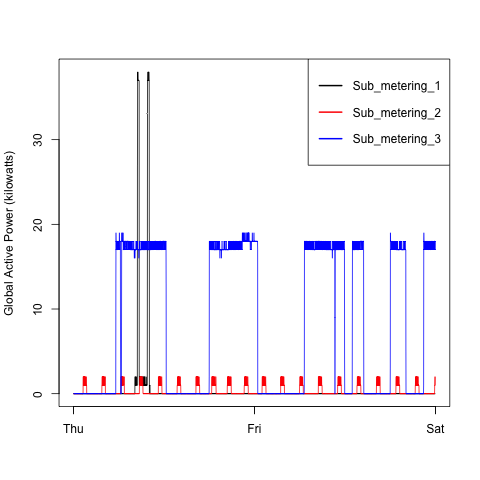 Sub_metering_1
Sub_metering_2
Sub_metering_3
Global Active Power (kilowatts)
30
20
10
0
Thu Fri Sat